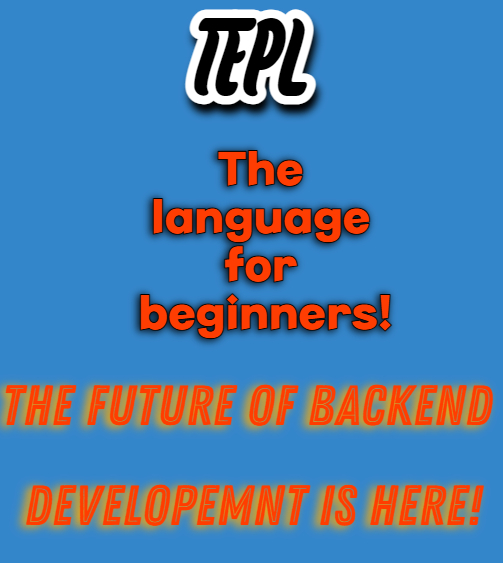 TEPL
The
language
for
beginners!
THE FUTURE OF BACKEND
DEVELOPEMNT IS HERE!